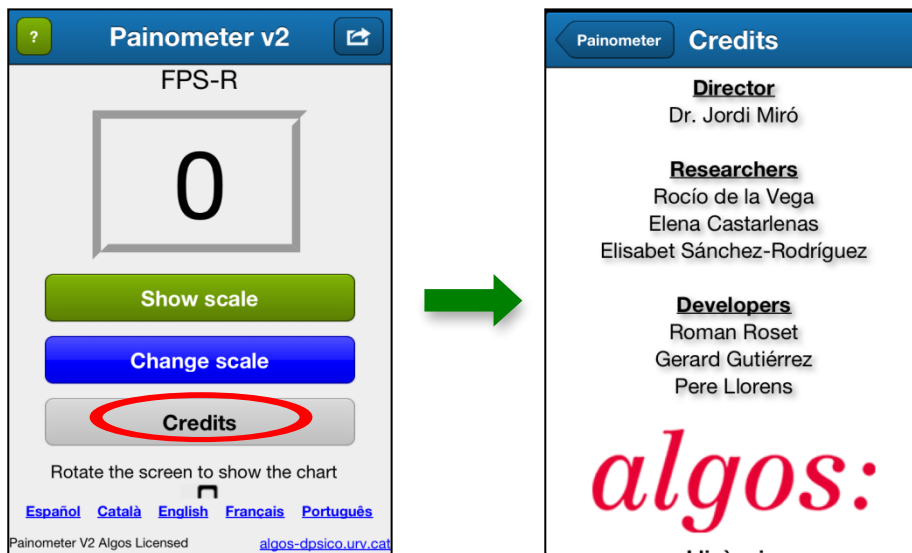 ?
Painometer v2
FPS-R
0
Show scale
Change scale
Credits
Rotate the screen to show the chart
Español Català English Français Português
Painometer V2 Algos Licensed algos-dpsico.urv.cat
Painometer
Credits
Director
Dr. Jordi Miró
Researchers
Rocío de la Vega
Elena Castarlenas
Elisabet Sánchez-Rodríguez
Developers
Roman Roset
Gerard Gutiérrez
Pere Llorens
algos: